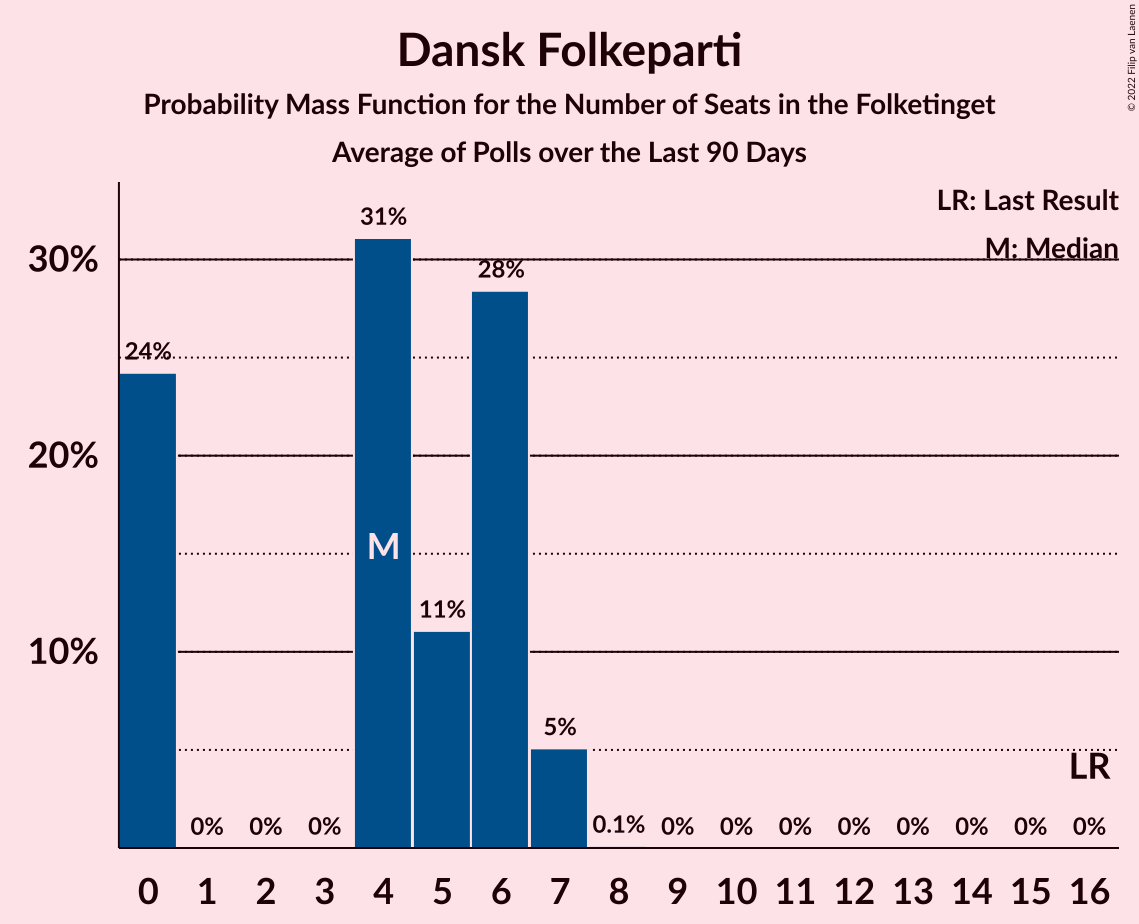 Dansk Folkeparti
Probability Mass Function for the Number of Seats in the Folketinget
Average of Polls over the Last 90 Days
© 2022 Filip van Laenen
LR: Last Result
M: Median
30%
20%
10%
24%
0%
0%
0%
31%
M
11%
28%
5%
0.1%
0%
0%
0%
0%
0%
0%
0%
0%
LR
0 1 2 3 4 5 6 7 8 9 10 11 12 13 14 15 16